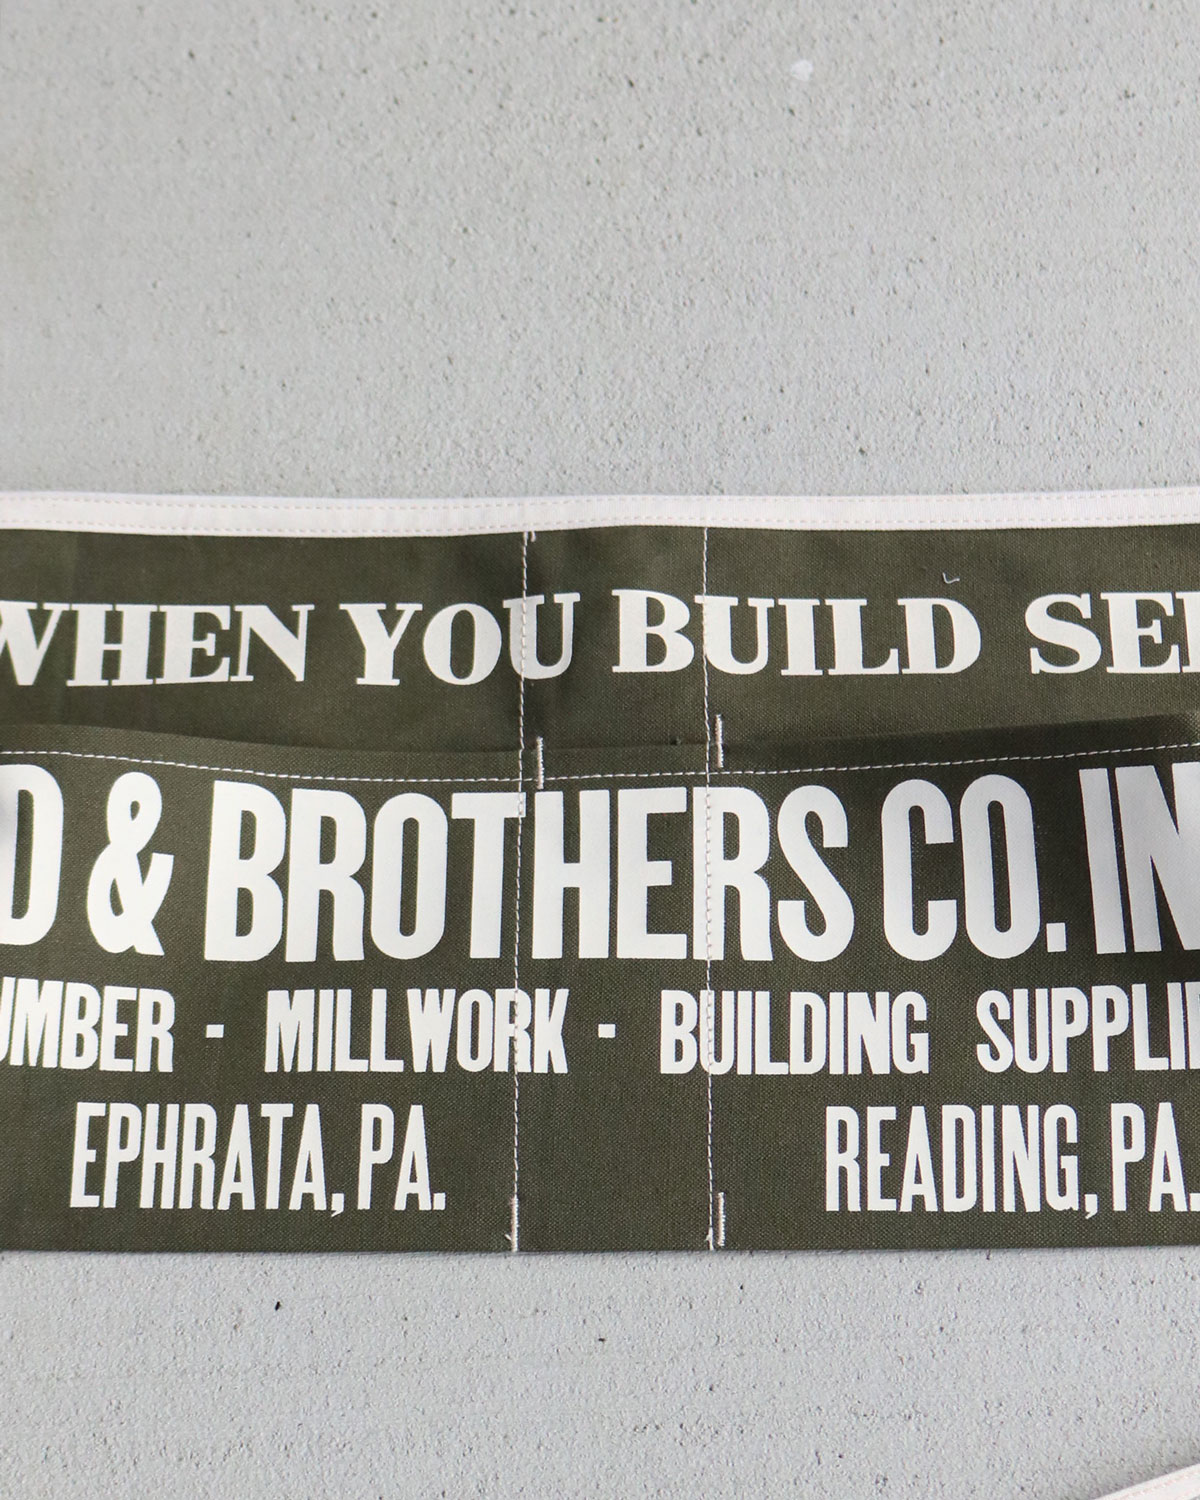 WHEN YOU BUILD SE
D & BROTHERS CO. IN
UMBER - MILLWORK - BUILDING SUPPLI
EPHRATA, PA. READING, PA.